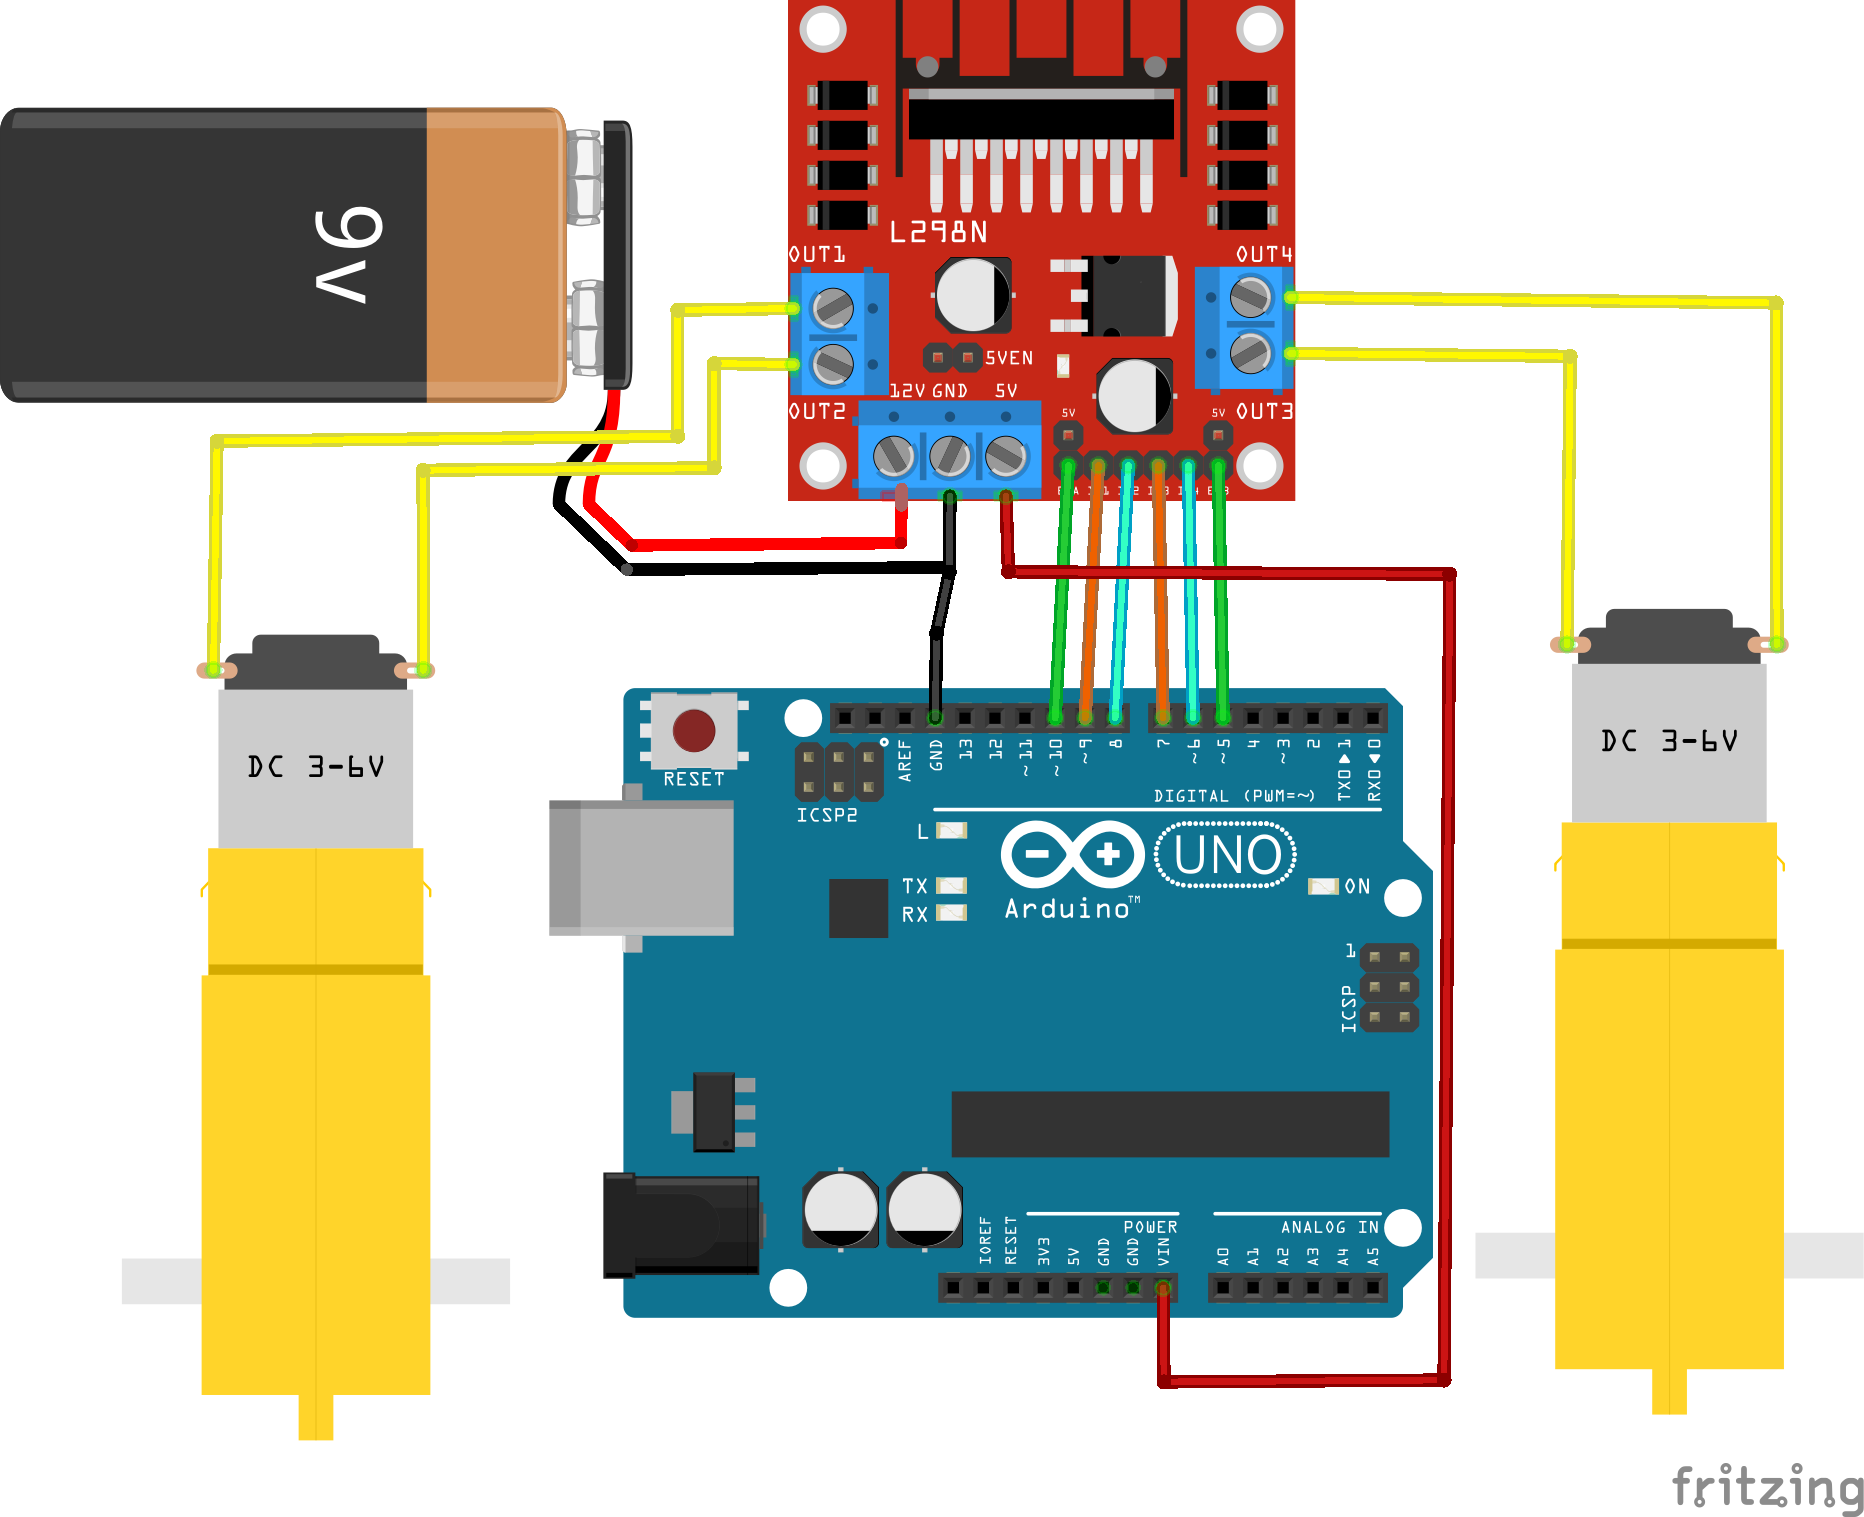 9v
L298N
OUT1
OUT4
5VEN
12V GND 5V
OUT2
5V
5V
OUT3
DC 3-6V
DC 3-6V
RESET
ICSP2
AREF
GND
13
12
~11
~10
~9
8
7
~6
~5
4
~3
2
TX0▶1
RX0◀0
DIGITAL (PWM=~)
L
TX
RX
UNO
Arduino™
ON
1
ICSP
IOREF
RESET
3V3
5V
GND
GND
VIN
POWER
ANALOG IN
A0
A1
A2
A3
A4
A5
fritzing